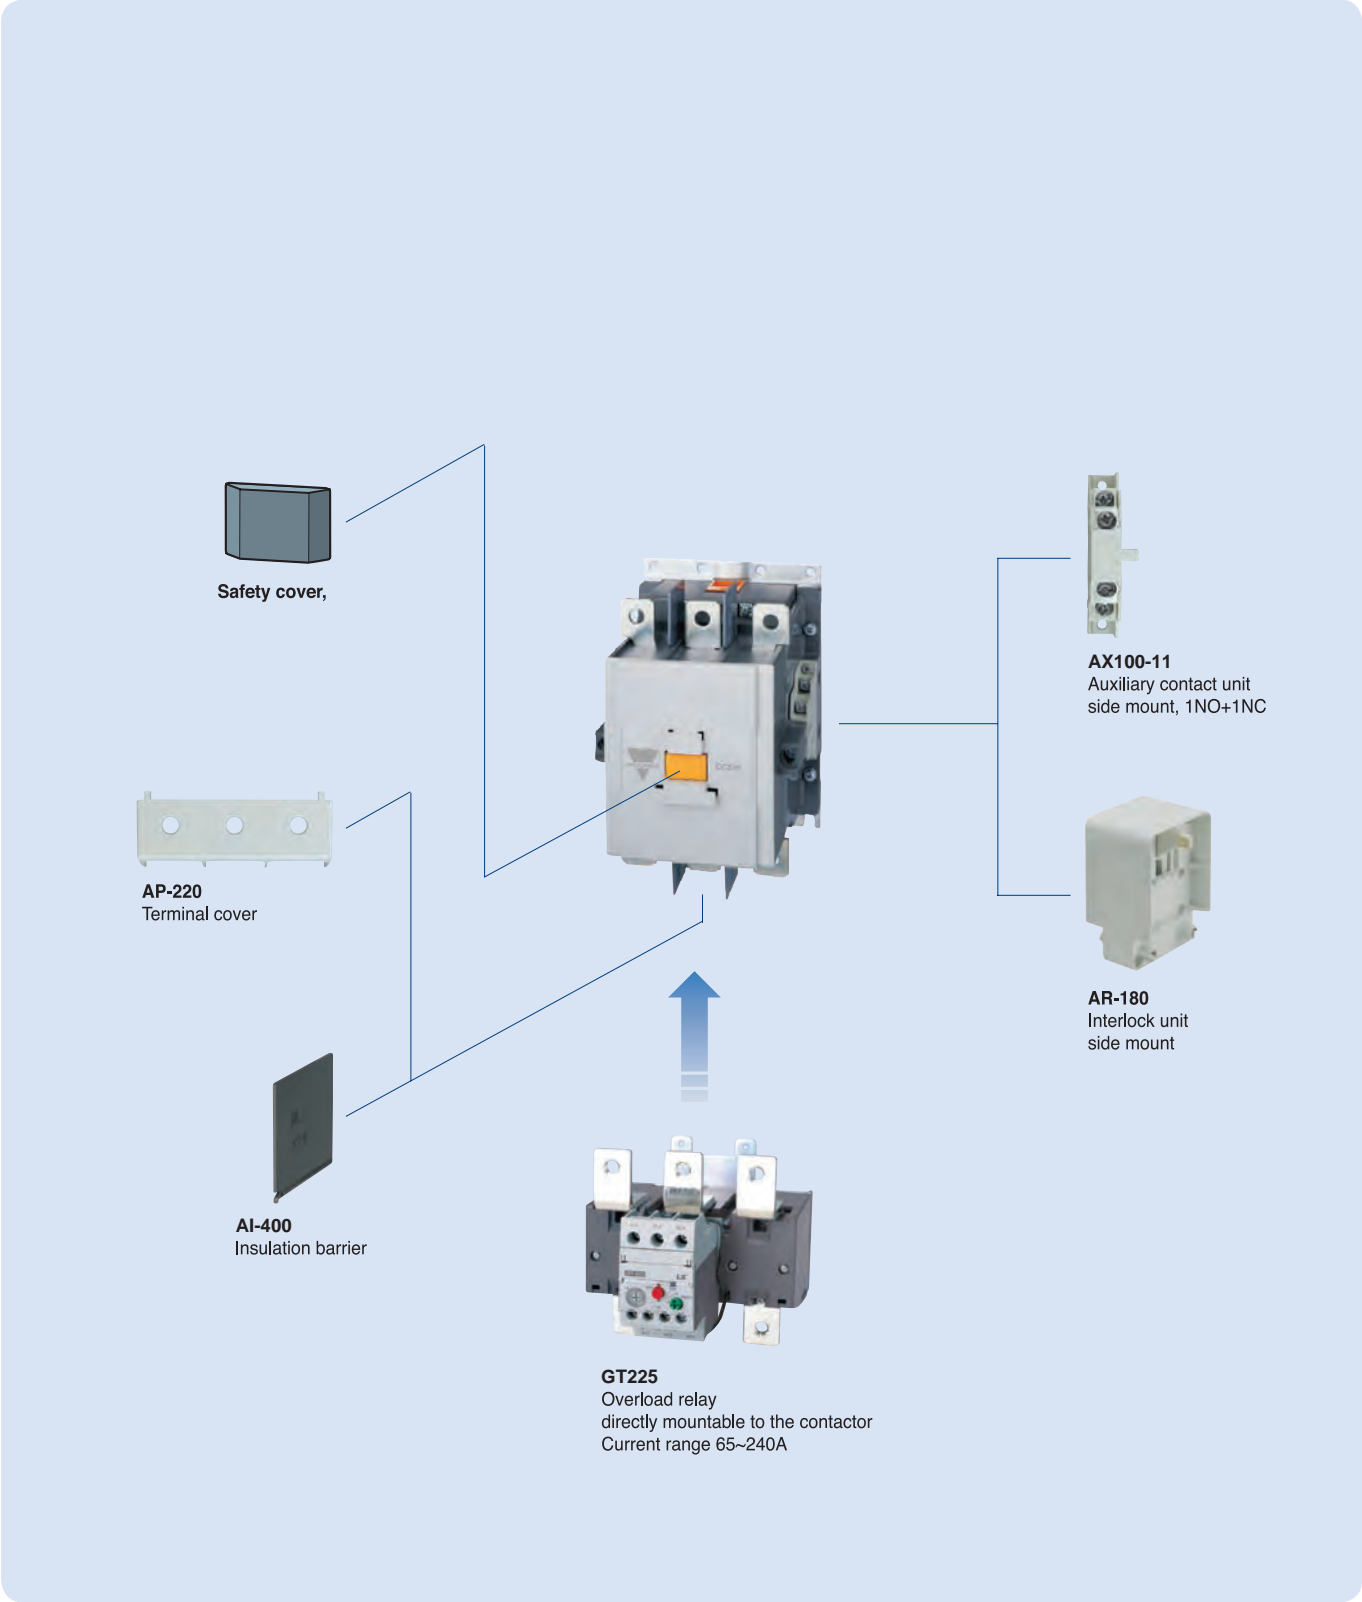 Safety cover,
AX100-11
Auxiliary contact unit
side mount, 1NO+1NC
AP-220
Terminal cover
AR-180
Interlock unit
side mount
AI-400
Insulation barrier
GT225
Overload relay
directly mountable to the contactor
Current range 65~240A